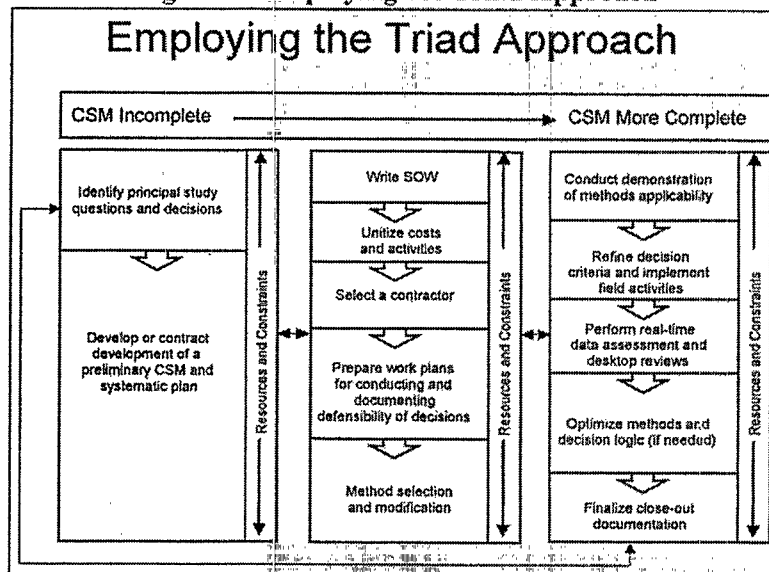 Employing the Triad Approach
CSM Incomplete
CSM More Complete
Identify principal study
questions and decisions
Develop or contract
development of a
preliminary CSM and
systematic plan
Resources and Constraints
Write SOW
Unitize costs
and activities
Select a contractor
Prepare work plans
for conducting and
documenting
defensibility of decisions
Method selection
and modification
Resources and Constraints
Conduct demonstration
of methods applicability
Refine decision
criteria and implement
field activities
Perform real-time
data assessment and
desktop reviews
Optimize methods and
decision logic (if needed)
Finalize close-out
documentation
Resources and Constraints